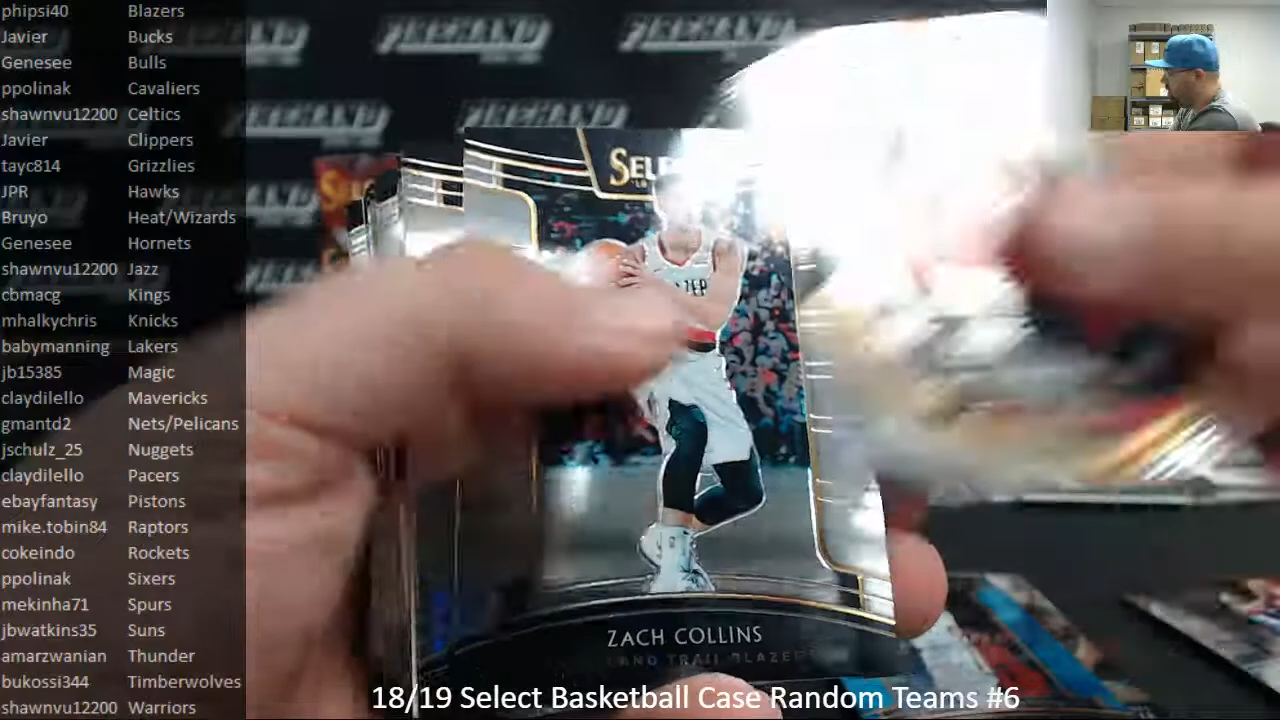 phipsi40 Blazers
Javier Bucks
Genesee Bulls
ppolinak Cavaliers
shawnvu12200 Celtics
Javier Clippers
tayc814 Grizzlies
JPR Hawks
Bruyo Heat/Wizards
Genesee Hornets
shawnvu12200 Jazz
cbmacg Kings
mhalkychris Knicks
babymanning Lakers
jb15385 Magic
claydilello Mavericks
gmantd2 Nets/Pelicans
jschulz_25 Nuggets
claydilello Pacers
ebayfantasy Pistons
mike.tobin84 Raptors
cokeindo Rockets
ppolinak Sixers
mekinha71 Spurs
jbwatkins35 Suns
amarzwanian Thunder
bukossi344 Timberwolves
shawnvu12200 Warriors
FIREHAND
ZACH COLLINS
TRAIL BLAZERS
18/19 Select Basketball Case Random Teams #6